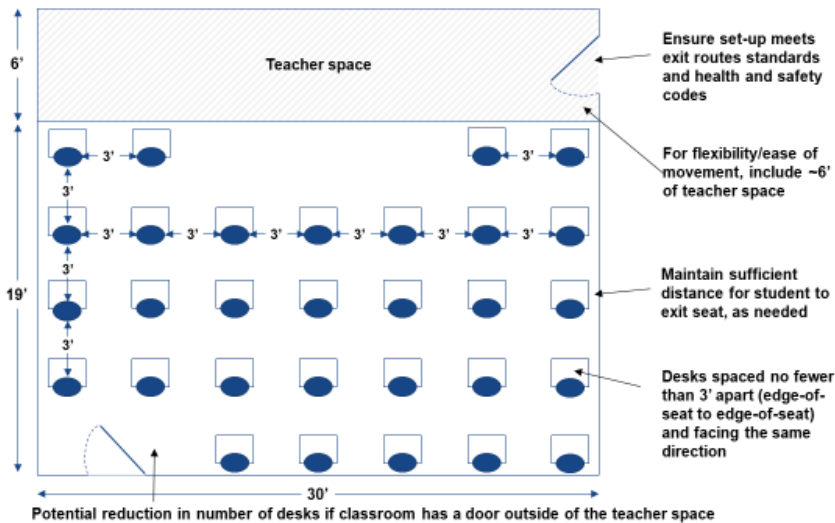 6’
Teacher space
Ensure set-up meets
exit routes standards
and health and safety
codes
For flexibility/ease of
movement, include ~6’
of teacher space
3’ 3’
3’
3’ 3’ 3’ 3’ 3’ 3’
3’
19’
Maintain sufficient
distance for student to
exit seat, as needed
3’
Desks spaced no fewer
than 3’ apart (edge-of-
seat to edge-of-seat)
and facing the same
direction
30’
Potential reduction in number of desks if classroom has a door outside of the teacher space